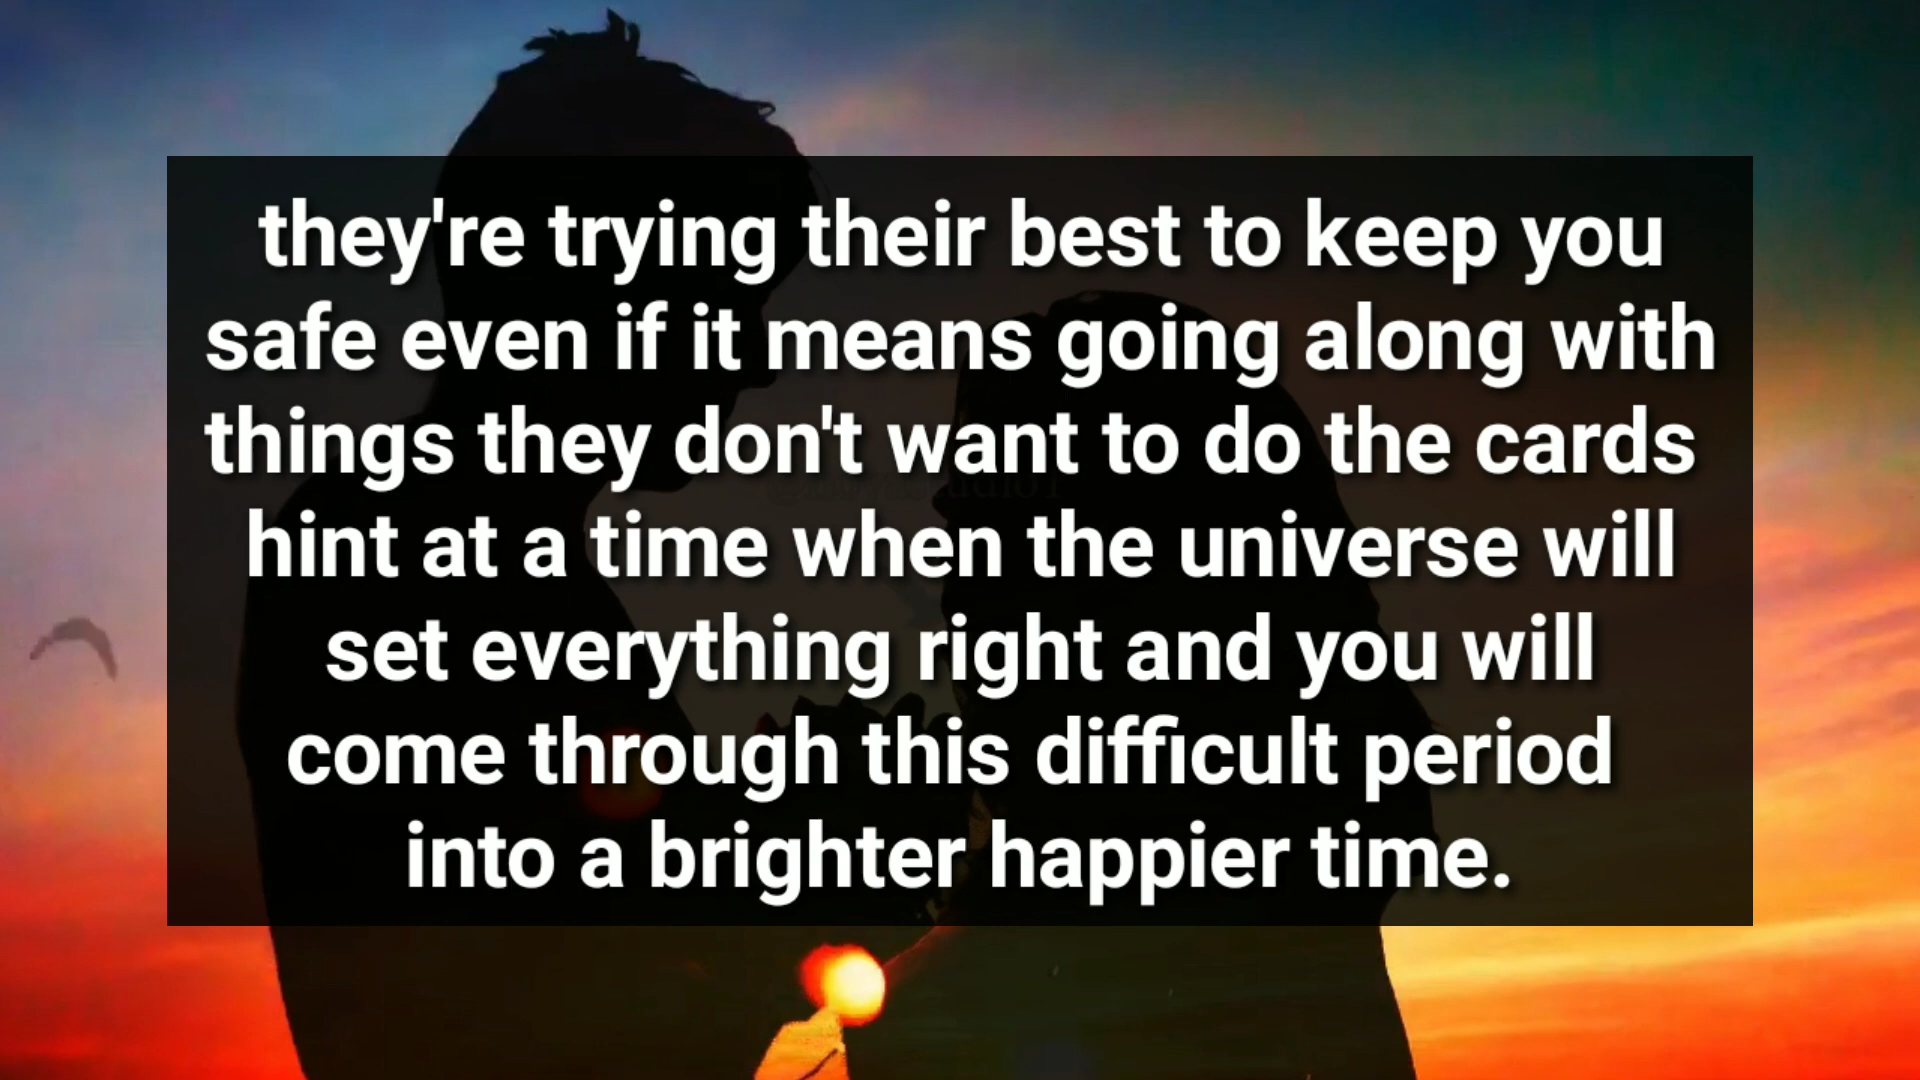 they're trying their best to keep you
safe even if it means going along with
things they don't want to do the cards
hint at a time when the universe will
set everything right and you will
come through this difficult period
into a brighter happier time.